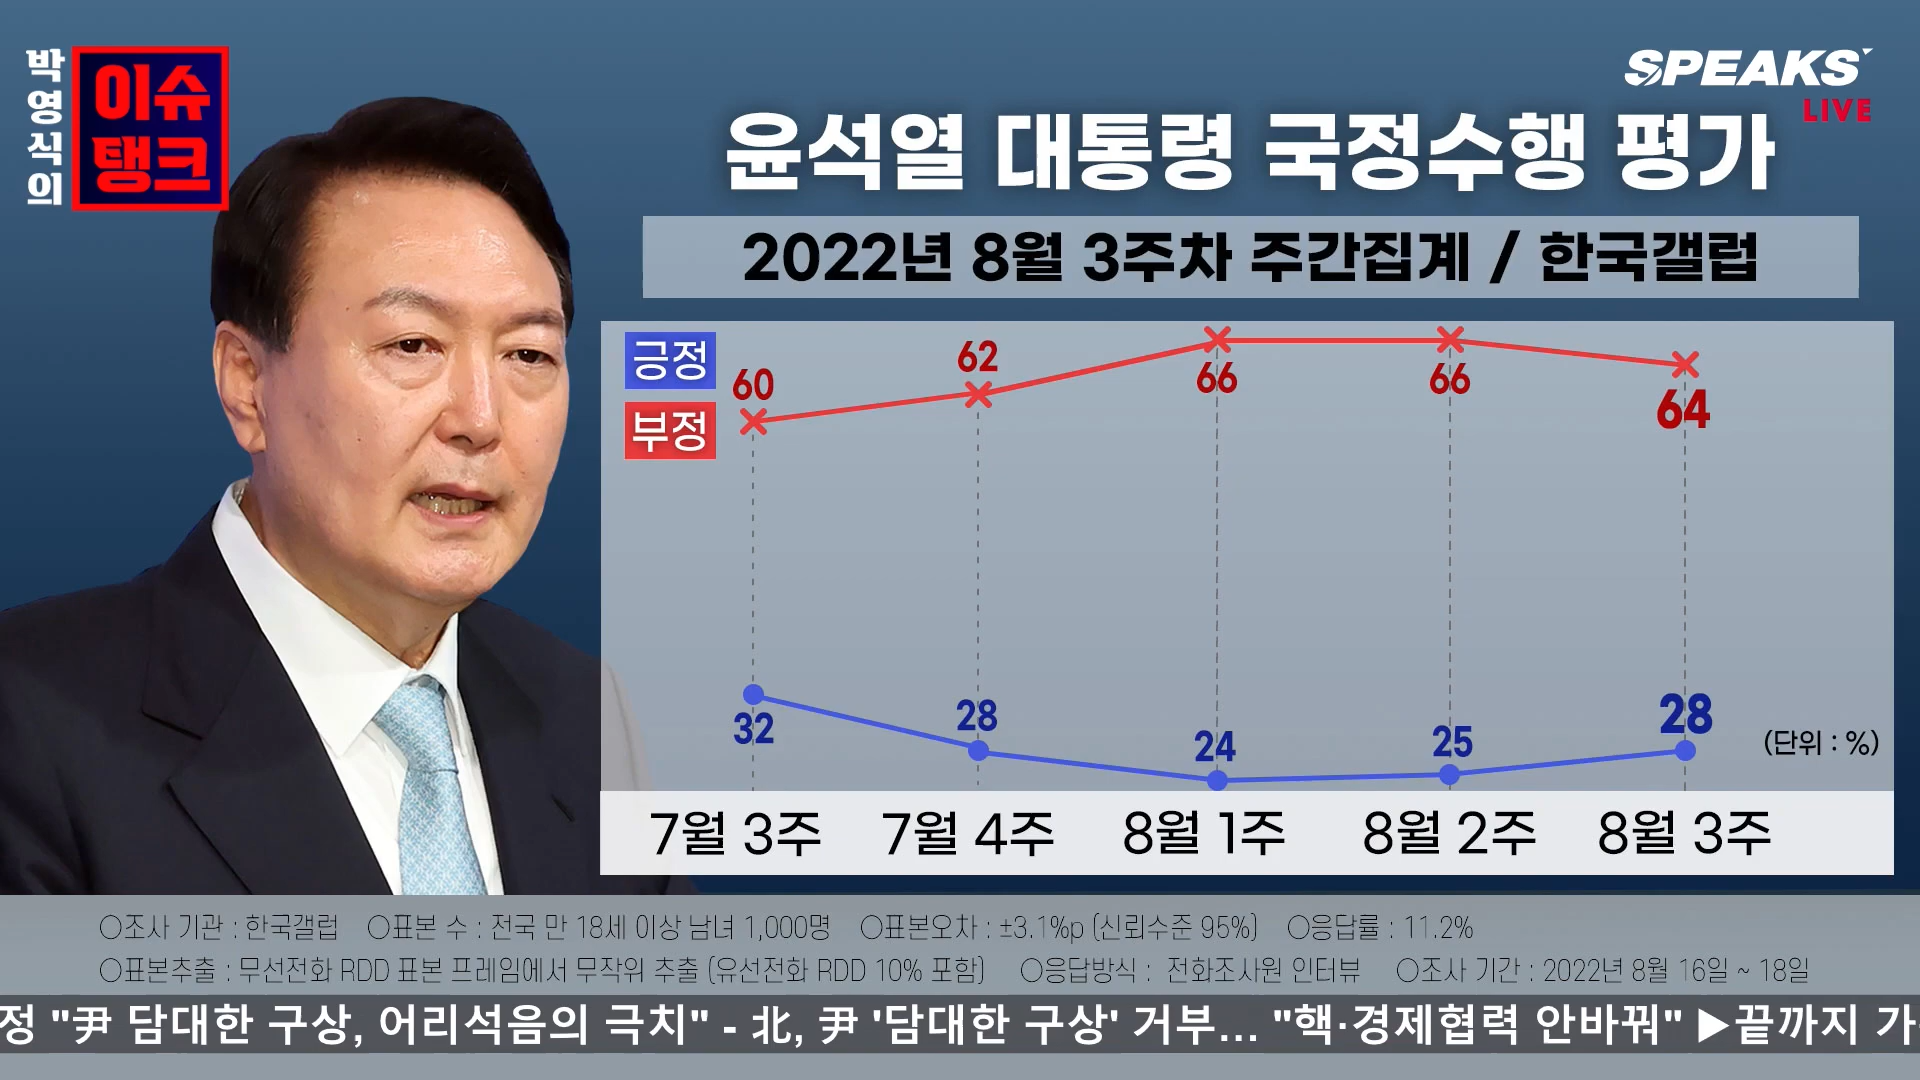 박영식의
이슈
탱크
SPEAKS
LIVE
윤석열 대통령 국정수행 평가
2022년 8월 3주차 주간집계 / 한국갤럽
긍정
부정
60
62
66
66
64
32
28
24
25
28
(단위 : %)
7월 3주
7월 4주
8월 1주
8월 2주
8월 3주
○조사 기관 : 한국갤럽 ○표본 수 : 전국 만 18세 이상 남녀 1,000명 ○표본오차 : ±3.1%p (신뢰수준 95%) ○응답률 : 11.2%
○표본추출 : 무선전화 RDD 표본 프레임에서 무작위 추출 (유선전화 RDD 10% 포함) ○응답방식 : 전화조사원 인터뷰 ○조사 기간 : 2022년 8월 16일 ~ 18일
정 "尹 담대한 구상, 어리석음의 극치" - 北, 尹 '담대한 구상' 거부... "핵·경제협력 안바꿔" ▶끝까지 가